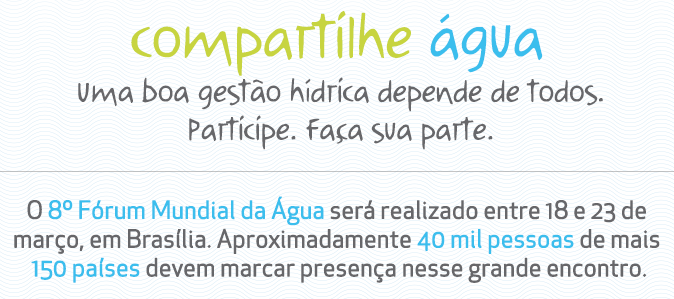 compartilhe água
Uma boa gestão hídrica depende de todos.
Participe. Faça sua parte.
O 8º Fórum Mundial da Água será realizado entre 18 e 23 de
março, em Brasília. Aproximadamente 40 mil pessoas de mais
150 países devem marcar presença nesse grande encontro.